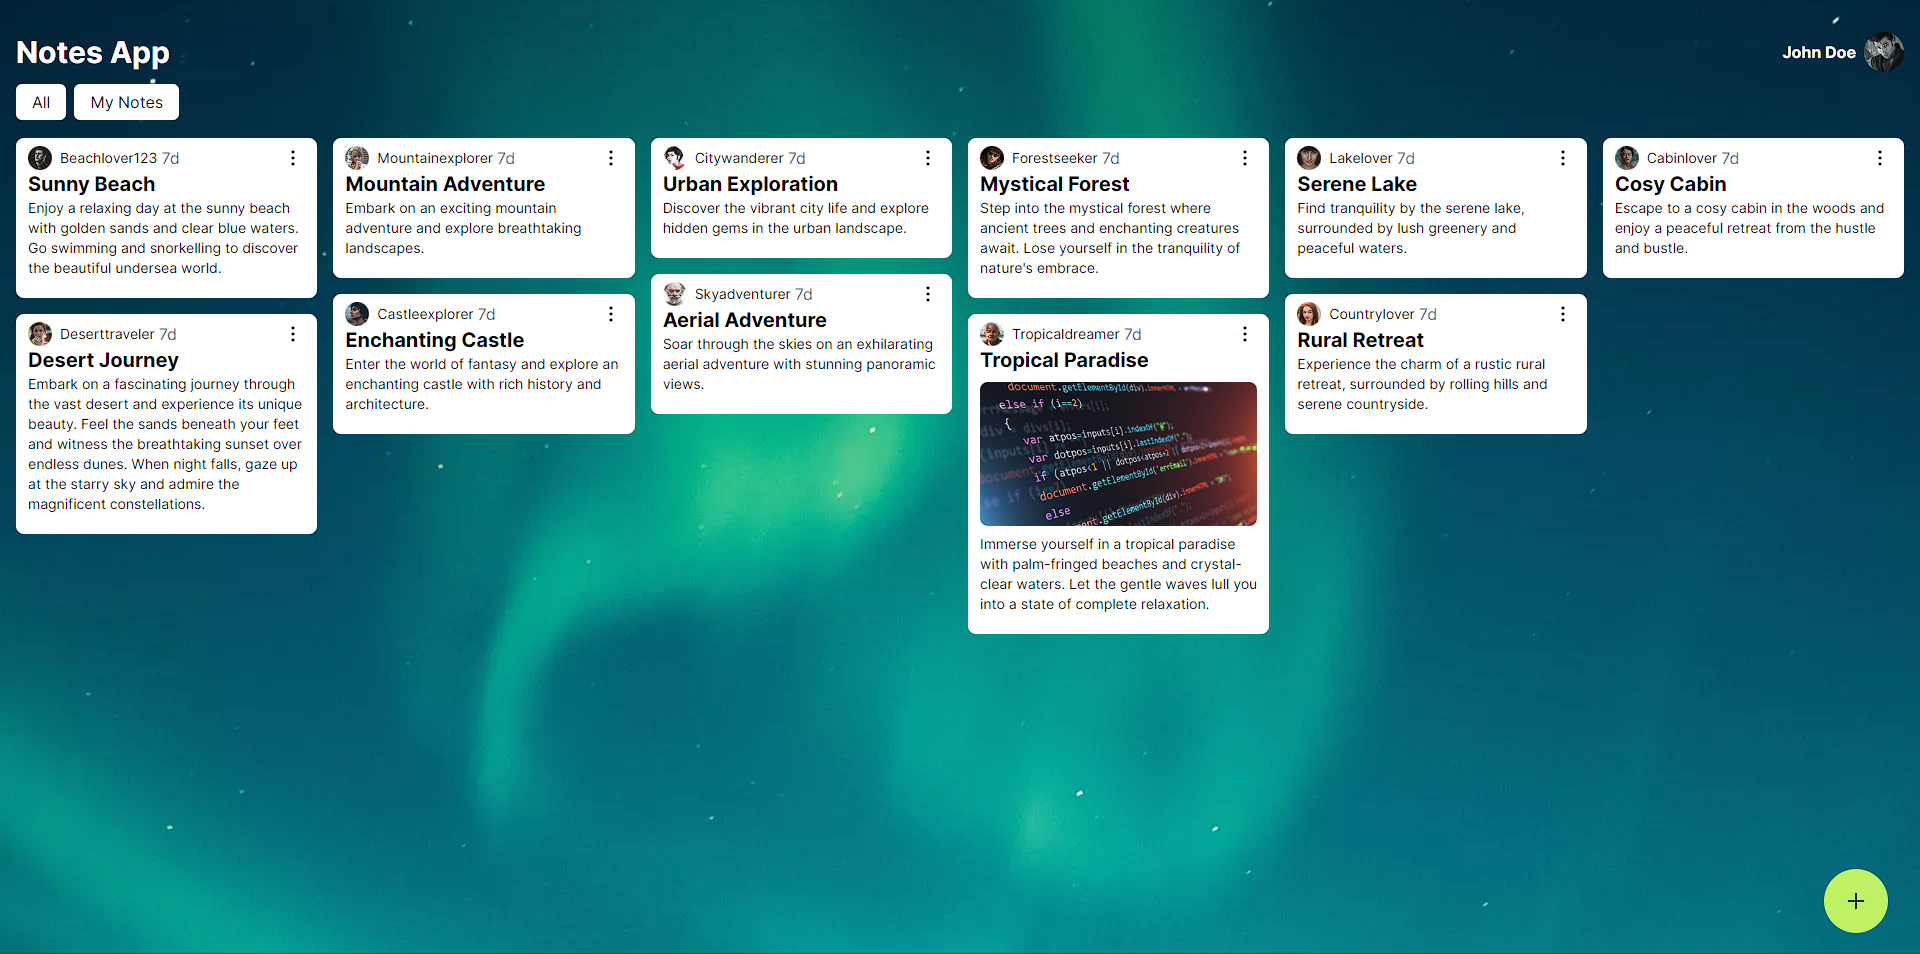 Notes App
John Doe
All
My Notes
Beachlover123 7d
Sunny Beach
Enjoy a relaxing day at the sunny beach
with golden sands and clear blue waters.
Go swimming and snorkelling to discover
the beautiful undersea world.
Deserttraveler 7d
Desert Journey
Embark on a fascinating journey through
the vast desert and experience its unique
beauty. Feel the sands beneath your feet
and witness the breathtaking sunset over
endless dunes. When night falls, gaze up
at the starry sky and admire the
magnificent constellations.
Mountainexplorer 7d
Mountain Adventure
Embark on an exciting mountain
adventure and explore breathtaking
landscapes.
Castleexplorer 7d
Enchanting Castle
Enter the world of fantasy and explore an
enchanting castle with rich history and
architecture.
Citywanderer 7d
Urban Exploration
Discover the vibrant city life and explore
hidden gems in the urban landscape.
Skyadventurer 7d
Aerial Adventure
Soar through the skies on an exhilarating
aerial adventure with stunning panoramic
views.
Forestseeker 7d
Mystical Forest
Step into the mystical forest where
ancient trees and enchanting creatures
await. Lose yourself in the tranquility of
nature's embrace.
Tropicaldreamer 7d
Tropical Paradise
document.getElementById(div).innerHTML
else if (i==2)
{
var atpos=inputs[i].indexOf("@");
var dotpos=inputs[i].lastIndexOf(".");
if (atpos<1 || dotpos<atpos+2 ||
document.getElementById('errEmail').innerHTML
else
document.getElementById(div).innerHTML
Immerse yourself in a tropical paradise
with palm-fringed beaches and crystal-
clear waters. Let the gentle waves lull you
into a state of complete relaxation.
Lakelover 7d
Serene Lake
Find tranquility by the serene lake,
surrounded by lush greenery and
peaceful waters.
Countrylover 7d
Rural Retreat
Experience the charm of a rustic rural
retreat, surrounded by rolling hills and
serene countryside.
Cabinlover 7d
Cosy Cabin
Escape to a cosy cabin in the woods and
enjoy a peaceful retreat from the hustle
and bustle.